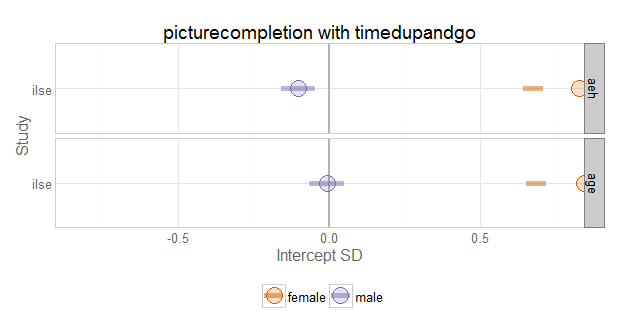 picturecompletion with timedupandgo
Study
ilse
aeh
ilse
age
-0.5 0.0 0.5
Intercept SD
female male